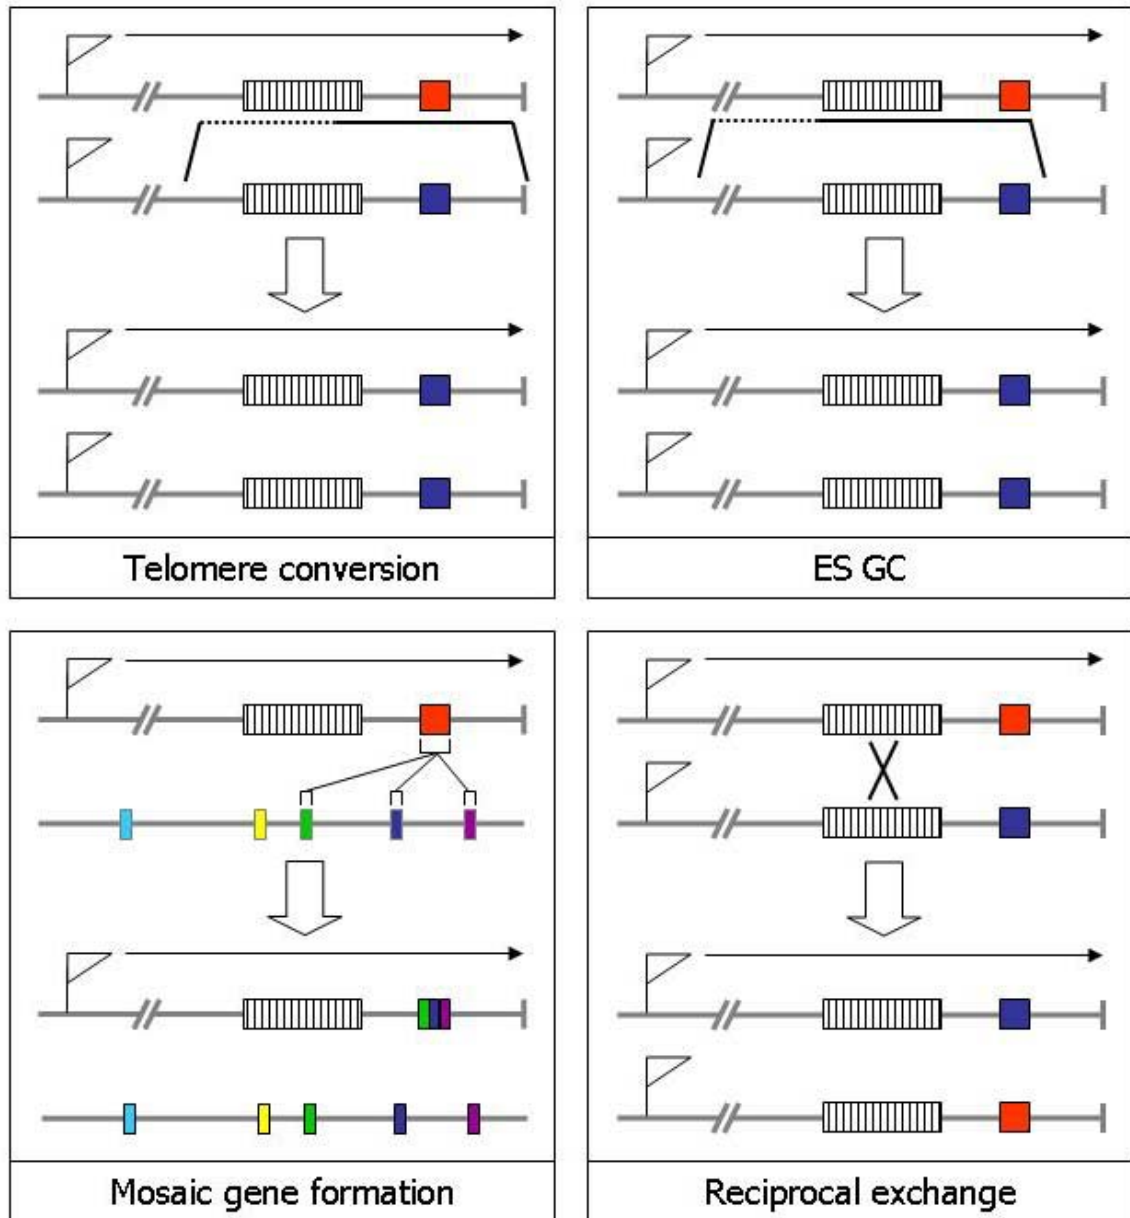 Telomere conversion
ES GC
Mosaic gene formation
Reciprocal exchange